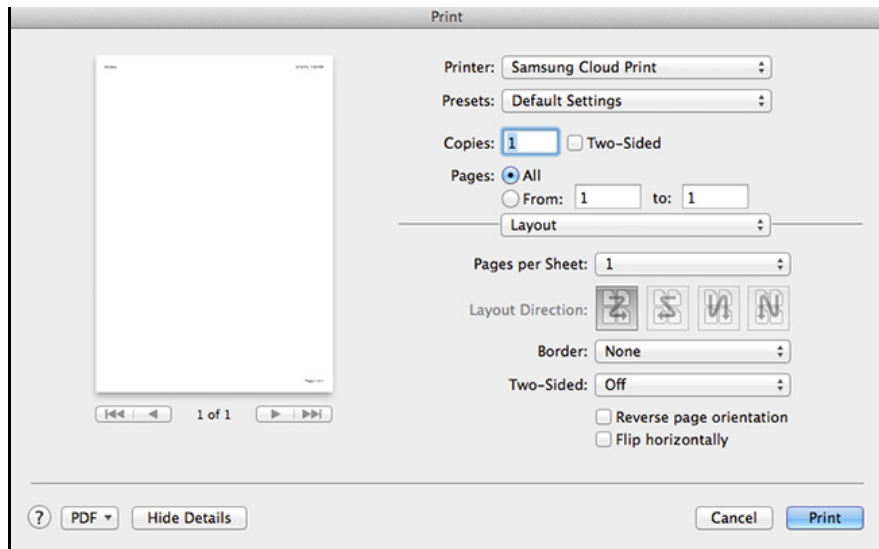 Print
Printer: Samsung Cloud Print
Presets: Default Settings
Copies: 1 Two-Sided
Pages: All
From: 1 to: 1
Layout
Pages per Sheet: 1
Layout Direction:
Border: None
Two-Sided: Off
Reverse page orientation
Flip horizontally
1 of 1
? PDF Hide Details Cancel Print